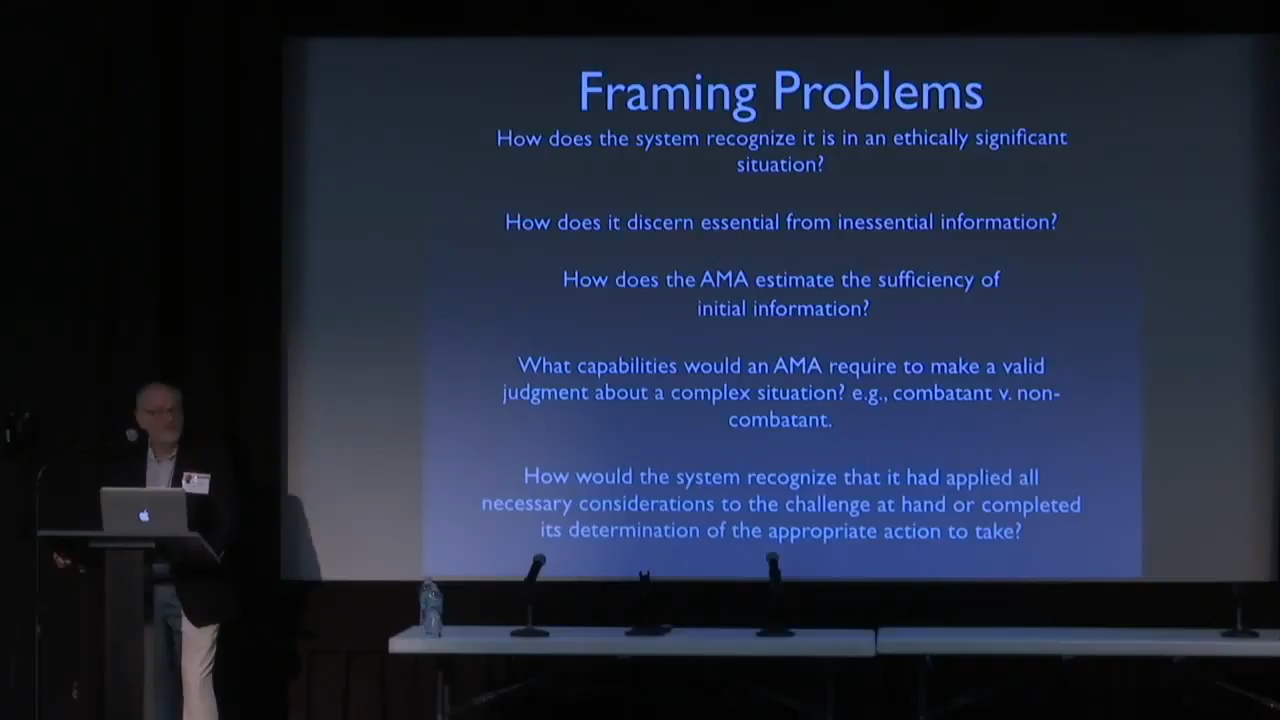 Framing Problems
How does the system recognize it is in an ethically significant
situation?
How does it discern essential from inessential information?
How does the AMA estimate the sufficiency of
initial information?
What capabilities would an AMA require to make a valid
judgment about a complex situation? e.g., combatant v. non-
combatant.
How would the system recognize that it had applied all
necessary considerations to the challenge at hand or completed
its determination of the appropriate action to take?